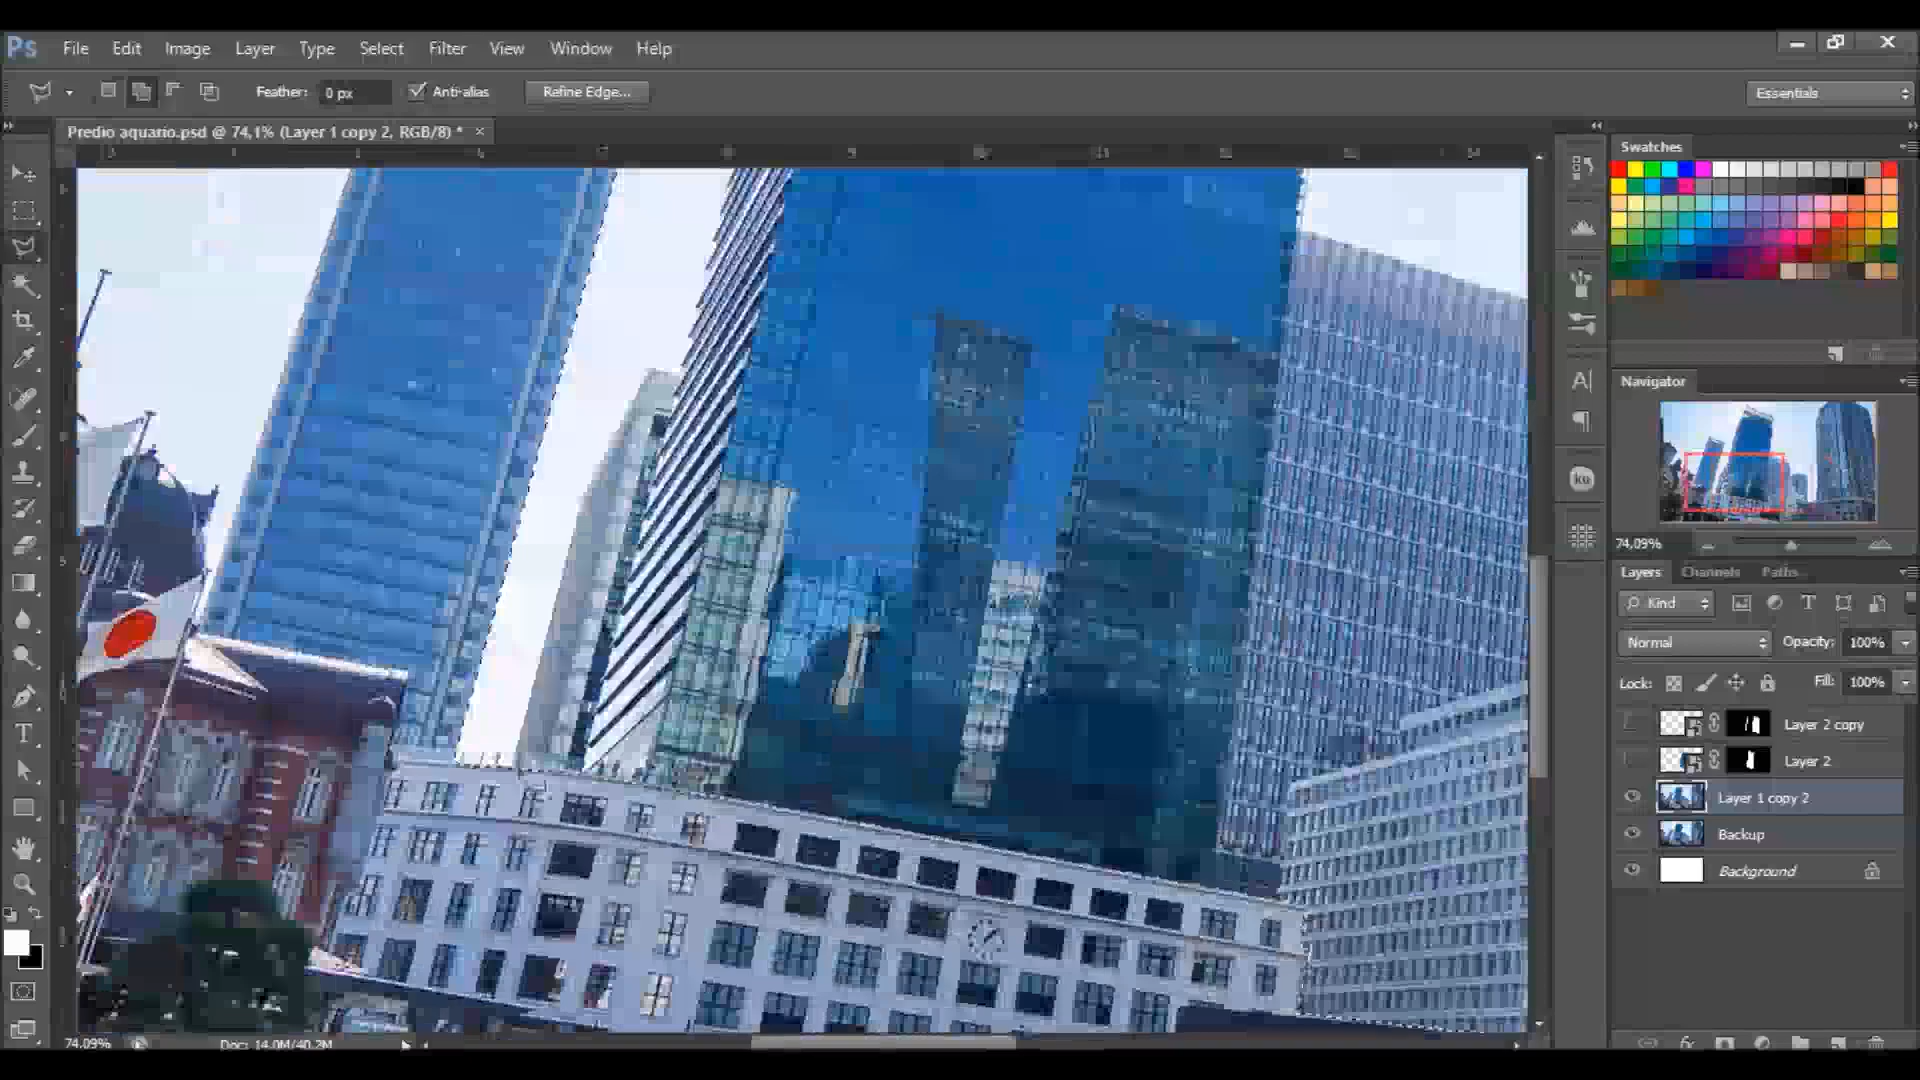 Ps File Edit Image Layer Type Select Filter View Window Help
Feather: 0 px Anti-alias Refine Edge... Essentials
Predio aquario.psd @ 74,1% (Layer 1 copy 2, RGB/8) * ×
Swatches
Navigator
74,09%
Layers Channels Paths
Kind
Normal Opacity: 100%
Lock: Fill: 100%
Layer 2 copy
Layer 2
Layer 1 copy 2
Backup
Background
74,09% Doc: 14,0M/40,2M